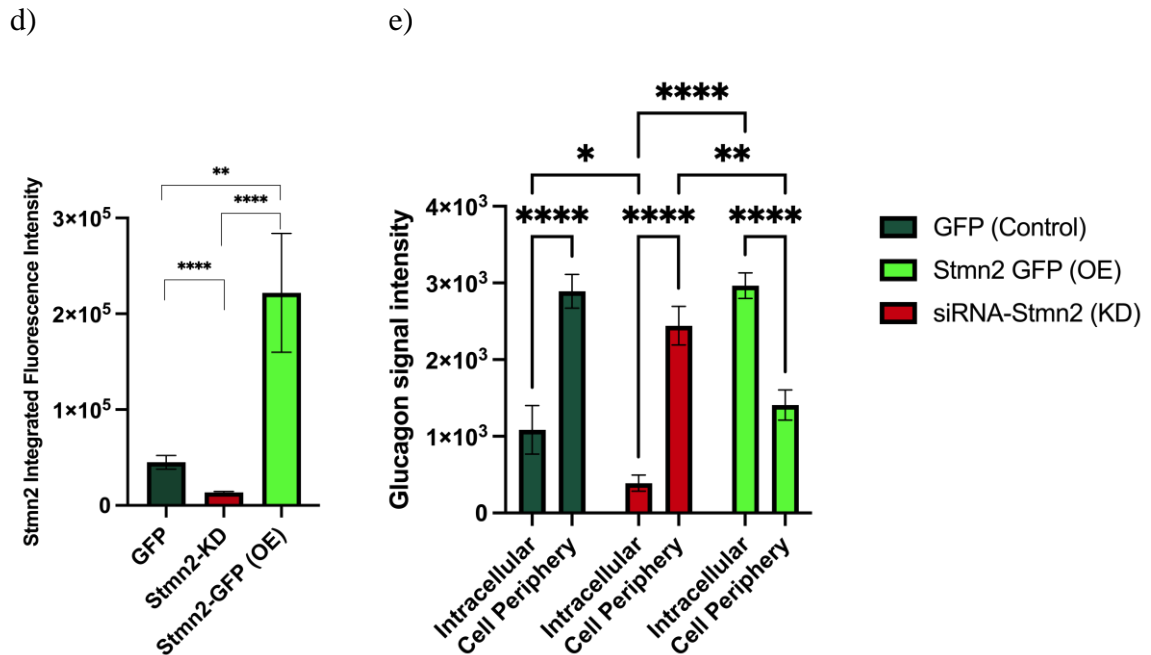 d)
e)
Stmn2 Integrated Fluorescence Intensity
3×10⁵
2×10⁵
1×10⁵
0
**
****
****
GFP
Stmn2-KD
Stmn2-GFP (OE)
Glucagon signal intensity
4×10³
3×10³
2×10³
1×10³
0
****
*
**
****
****
****
Intracellular
Cell Periphery
Intracellular
Cell Periphery
Intracellular
Cell Periphery
GFP (Control)
Stmn2 GFP (OE)
siRNA-Stmn2 (KD)